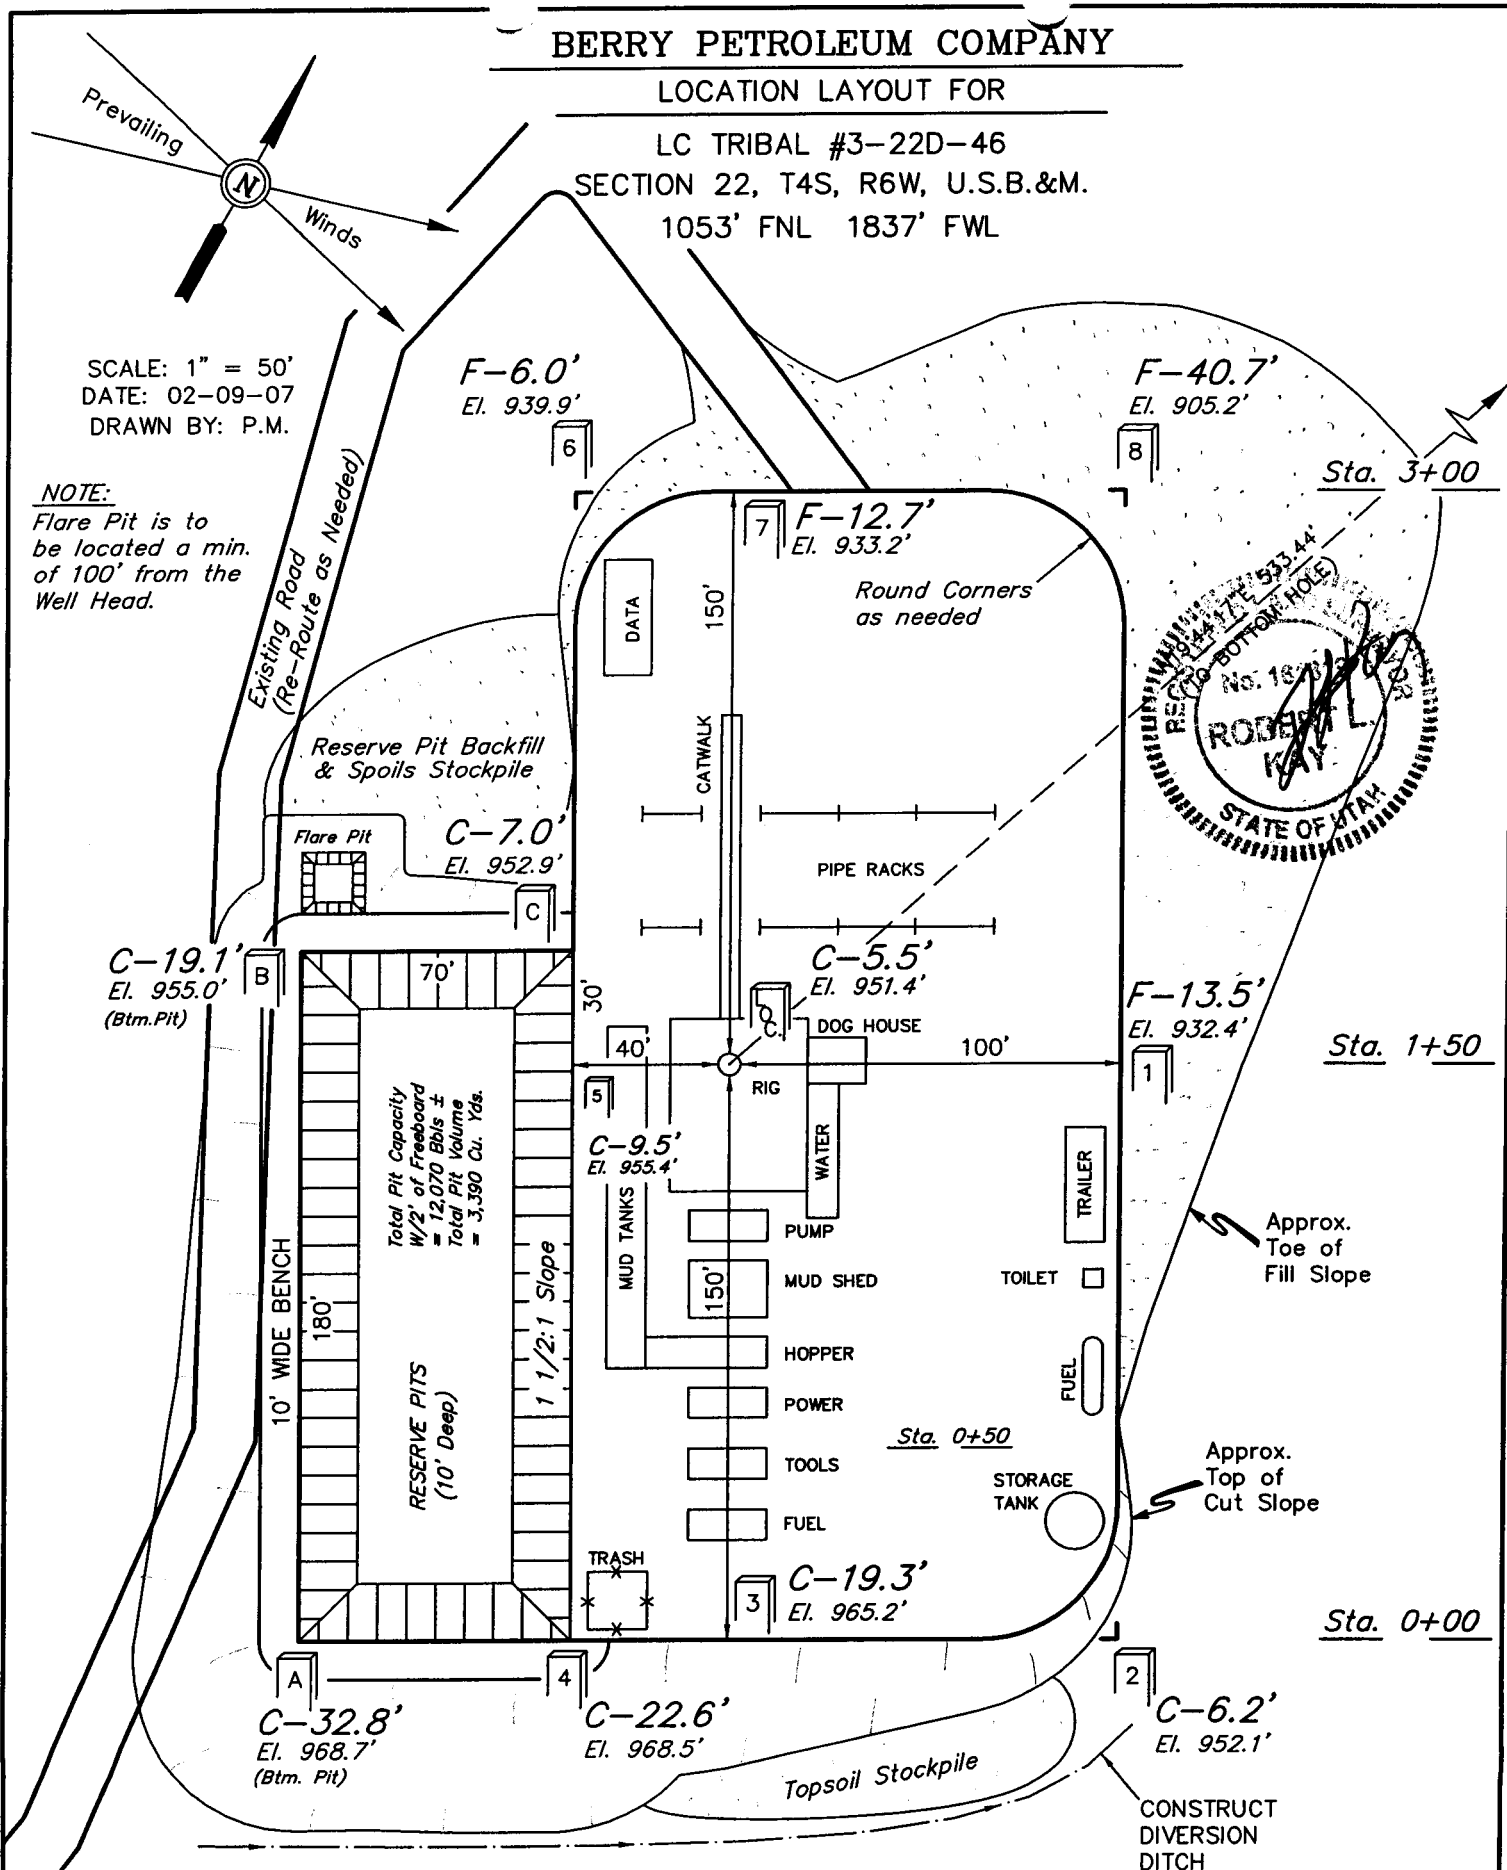 BERRY PETROLEUM COMPANY
LOCATION LAYOUT FOR
LC TRIBAL #3-22D-46
SECTION 22, T4S, R6W, U.S.B.&M.
1053' FNL 1837' FWL
Prevailing
Winds
N
SCALE: 1" = 50'
DATE: 02-09-07
DRAWN BY: P.M.
NOTE:
Flare Pit is to
be located a min.
of 100' from the
Well Head.
Existing Road
(Re-Route as Needed)
F-6.0'
El. 939.9'
6
F-40.7'
El. 905.2'
8
Sta. 3+00
7
F-12.7'
El. 933.2'
Round Corners
as needed
DATA
150'
CATWALK
533.44'
(TO BOTTOM HOLE)
ROBERT L.
KAY
STATE OF UTAH
Reserve Pit Backfill
& Spoils Stockpile
Flare Pit
C-7.0'
El. 952.9'
C
PIPE RACKS
C-19.1'
El. 955.0'
(Btm.Pit)
B
70'
30'
C-5.5'
El. 951.4'
DOG HOUSE
F-13.5'
El. 932.4'
1
Sta. 1+50
40'
100'
RIG
5
C-9.5'
El. 955.4'
WATER
MUD TANKS
TRAILER
Total Pit Capacity
W/2' of Freeboard
= 12,070 Bbls ±
Total Pit Volume
= 3,390 Cu. Yds.
10' WIDE BENCH
180'
1 1/2:1 Slope
RESERVE PITS
(10' Deep)
PUMP
MUD SHED
150'
HOPPER
POWER
TOOLS
FUEL
TOILET
FUEL
Approx.
Toe of
Fill Slope
Sta. 0+50
STORAGE
TANK
Approx.
Top of
Cut Slope
TRASH
3
C-19.3'
El. 965.2'
Sta. 0+00
A
C-32.8'
El. 968.7'
(Btm. Pit)
4
C-22.6'
El. 968.5'
2
C-6.2'
El. 952.1'
Topsoil Stockpile
CONSTRUCT
DIVERSION
DITCH